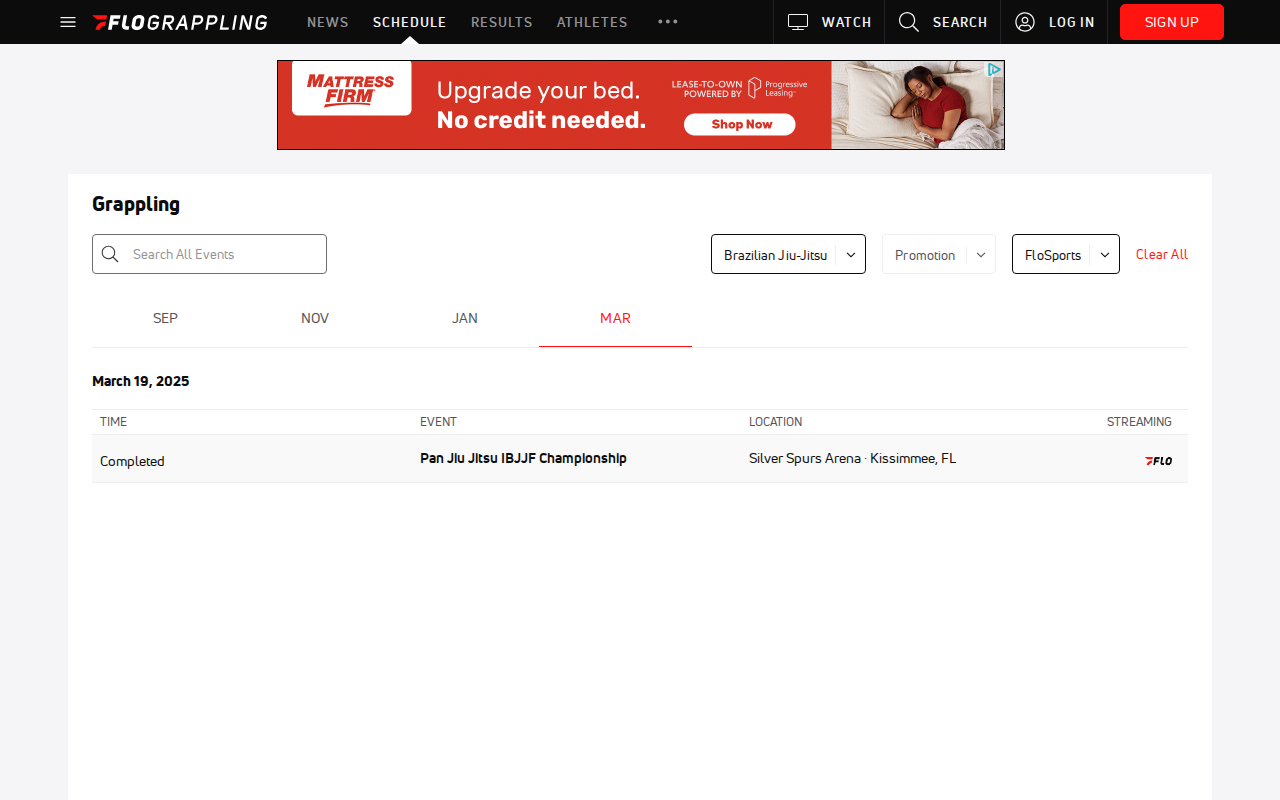 FLOGRAPPLING
NEWS
SCHEDULE
RESULTS
ATHLETES
WATCH
SEARCH
LOG IN
SIGN UP
MATTRESS FIRM
Upgrade your bed.
No credit needed.
LEASE-TO-OWN
POWERED BY
Progressive
Leasing
Shop Now
Grappling
Search All Events
Brazilian Jiu-Jitsu
Promotion
FloSports
Clear All
SEP
NOV
JAN
MAR
March 19, 2025
TIME
EVENT
LOCATION
STREAMING
Completed
Pan Jiu Jitsu IBJJF Championship
Silver Spurs Arena · Kissimmee, FL
FLO